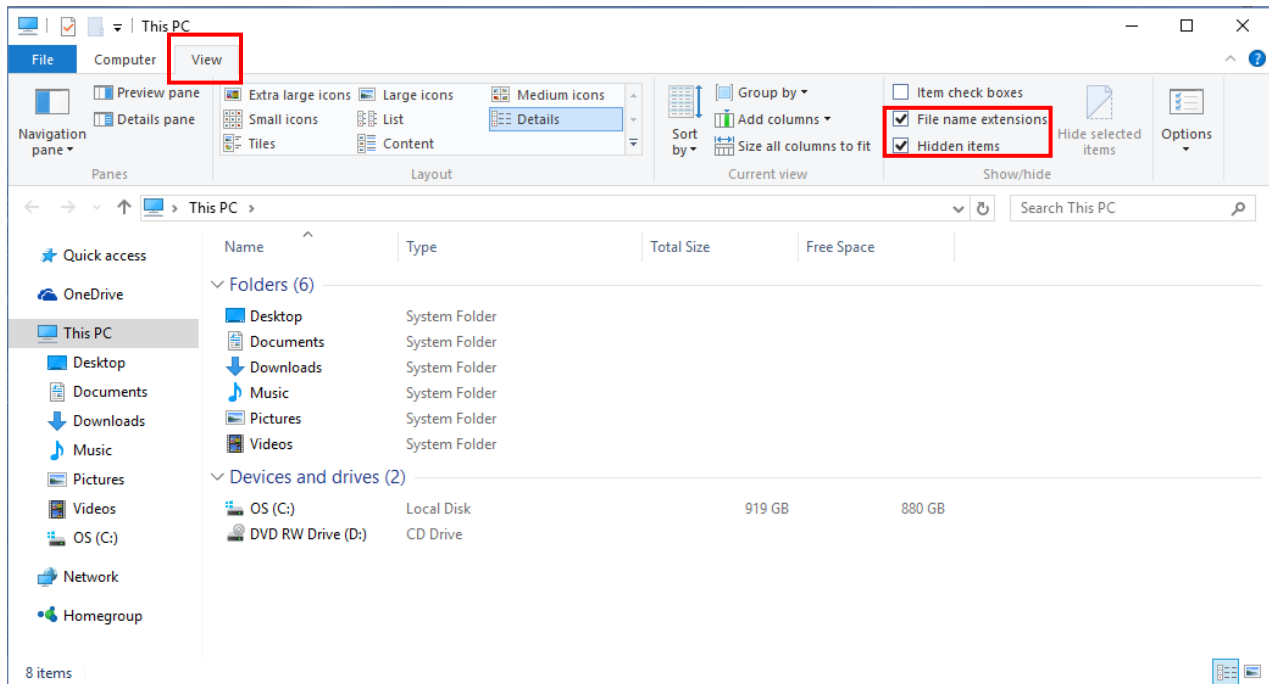 This PC
File Computer View
Preview pane Extra large icons Large icons Medium icons Group by Item check boxes
Details pane Small icons List Details Add columns File name extensions
Navigation pane Tiles Content Sort by Size all columns to fit Hidden items Hide selected items Options
Panes Layout Current view Show/hide
This PC Search This PC
Name Type Total Size Free Space
Quick access
OneDrive
This PC
Desktop
Documents
Downloads
Music
Pictures
Videos
OS (C:)
Network
Homegroup
Folders (6)
Desktop System Folder
Documents System Folder
Downloads System Folder
Music System Folder
Pictures System Folder
Videos System Folder
Devices and drives (2)
OS (C:) Local Disk 919 GB 880 GB
DVD RW Drive (D:) CD Drive
8 items